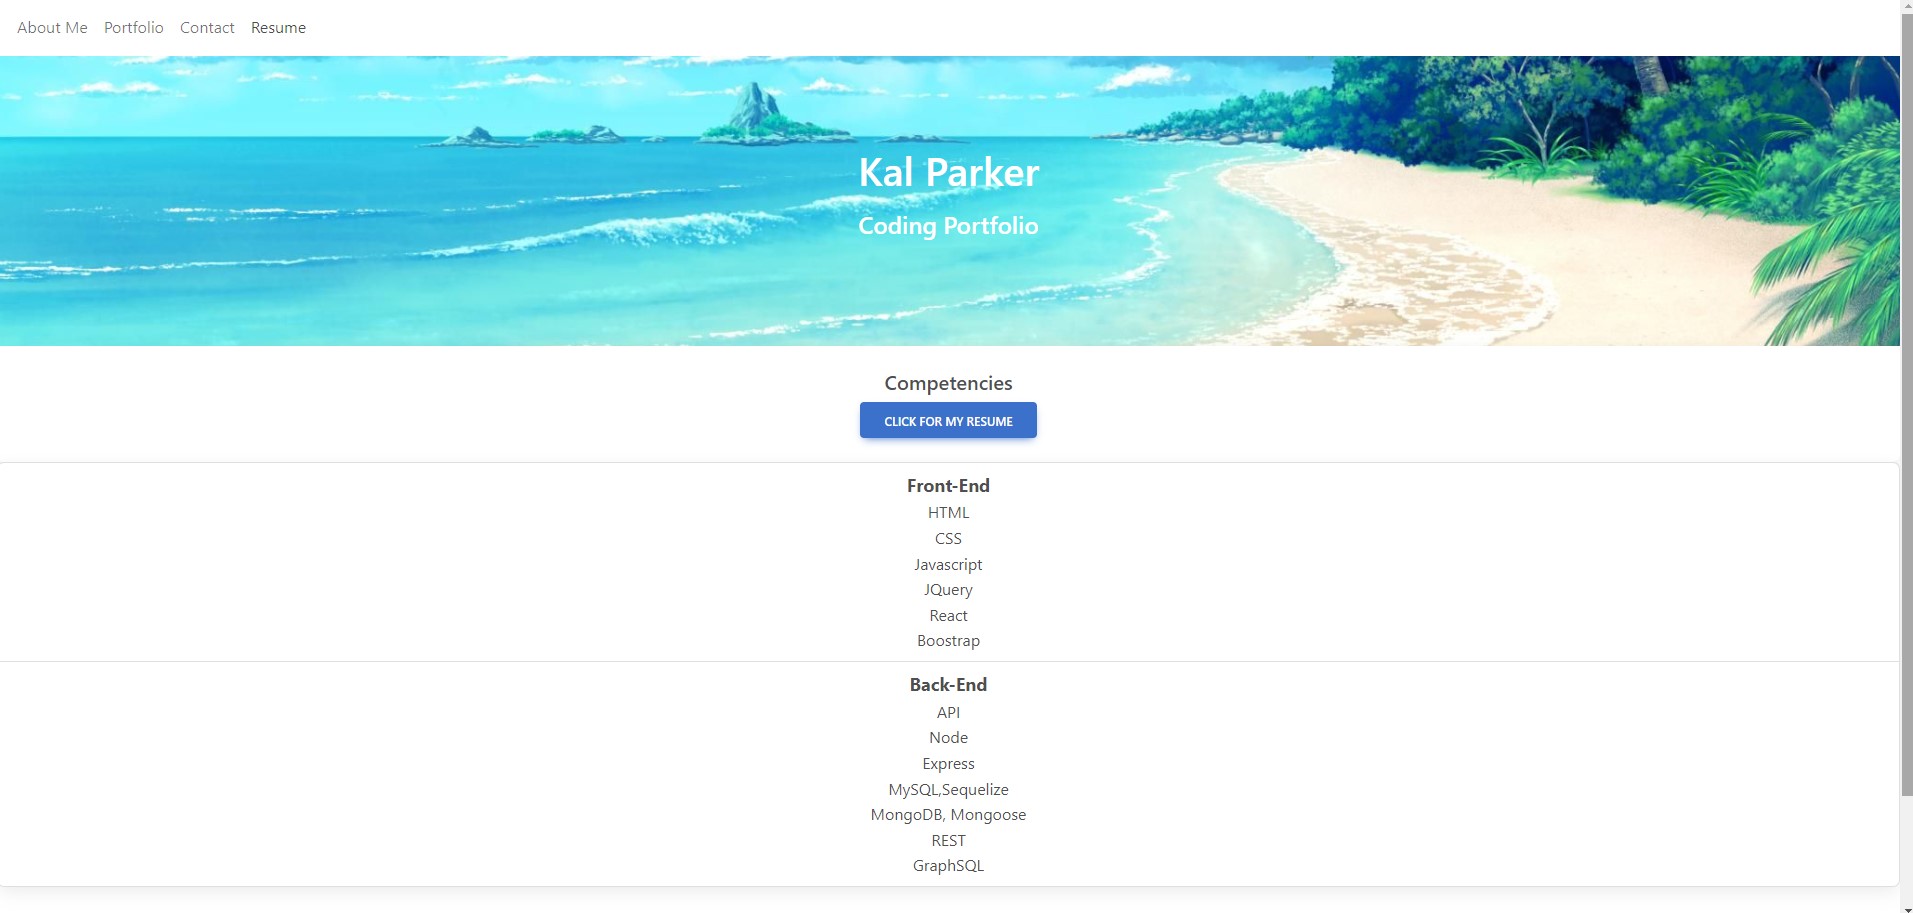 About Me Portfolio Contact Resume
Kal Parker
Coding Portfolio
Competencies
CLICK FOR MY RESUME
Front-End
HTML
CSS
Javascript
JQuery
React
Boostrap
Back-End
API
Node
Express
MySQL,Sequelize
MongoDB, Mongoose
REST
GraphSQL